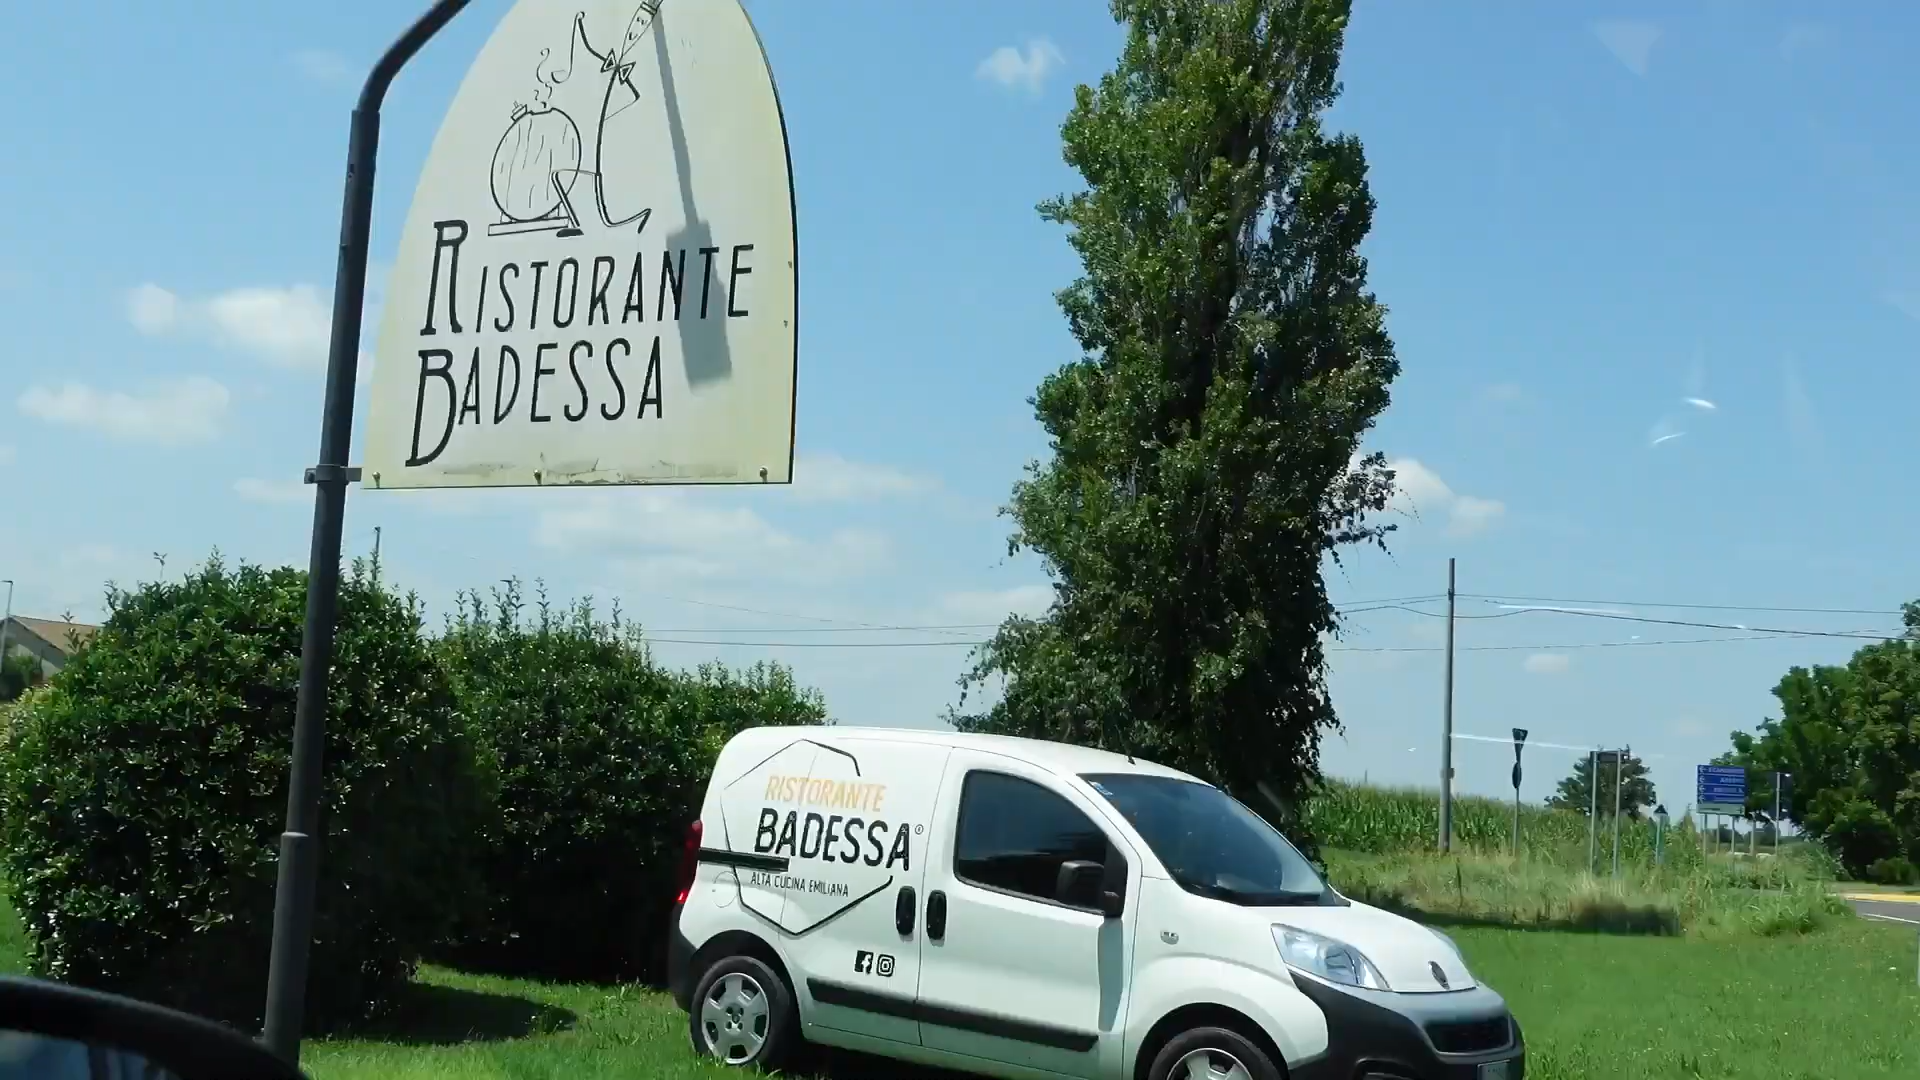 RISTORANTE
BADESSA
RISTORANTE
BADESSA®
ALTA CUCINA EMILIANA